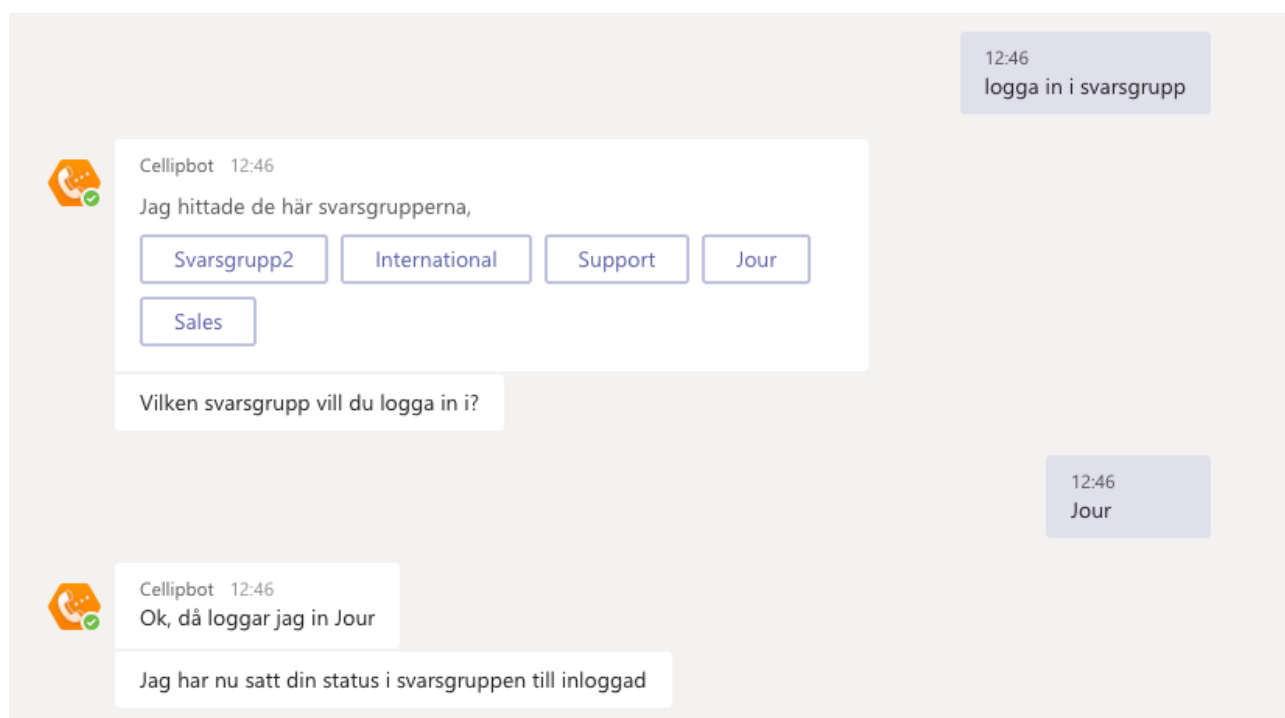 12:46
logga in i svarsgrupp
Cellipbot 12:46
Jag hittade de här svarsgrupperna,
Svarsgrupp2 International Support Jour
Sales
Vilken svarsgrupp vill du logga in i?
12:46
Jour
Cellipbot 12:46
Ok, då loggar jag in Jour
Jag har nu satt din status i svarsgruppen till inloggad